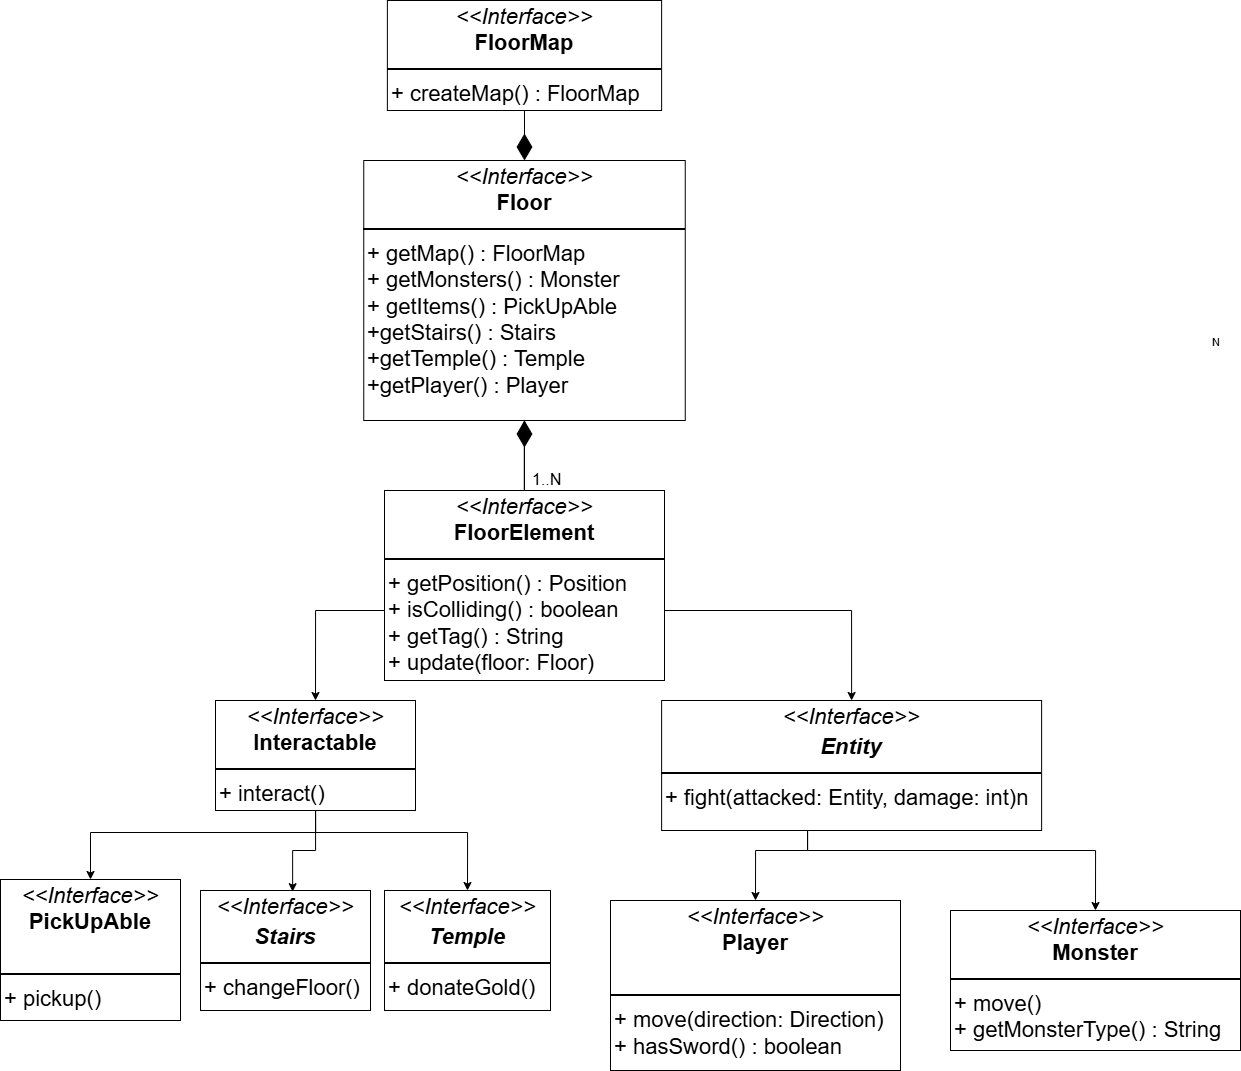 <<Interface>>
FloorMap
+ createMap() : FloorMap
<<Interface>>
Floor
+ getMap() : FloorMap
+ getMonsters() : Monster
+ getItems() : PickUpAble
+getStairs() : Stairs
+getTemple() : Temple
+getPlayer() : Player
N
1..N
<<Interface>>
FloorElement
+ getPosition() : Position
+ isColliding() : boolean
+ getTag() : String
+ update(floor: Floor)
<<Interface>>
Interactable
+ interact()
<<Interface>>
Entity
+ fight(attacked: Entity, damage: int)n
<<Interface>>
PickUpAble
+ pickup()
<<Interface>>
Stairs
+ changeFloor()
<<Interface>>
Temple
+ donateGold()
<<Interface>>
Player
+ move(direction: Direction)
+ hasSword() : boolean
<<Interface>>
Monster
+ move()
+ getMonsterType() : String